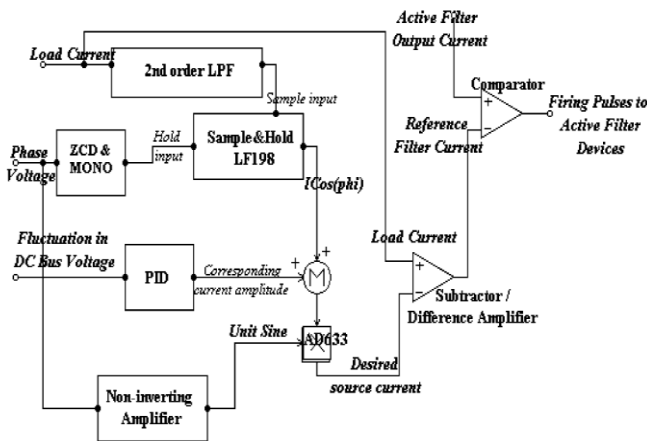 Active Filter
Output Current
Load Current
2nd order LPF
Comparator
+
−
Firing Pulses to
Active Filter
Devices
Sample input
Reference
Filter Current
Phase
Voltage
ZCD &
MONO
Hold
input
Sample&Hold
LF198
ICos(phi)
Fluctuation in
DC Bus Voltage
PID
Corresponding
current amplitude
+
+
M
Load Current
+
−
Subtractor /
Difference Amplifier
Unit Sine
AD633
X
Desired
source current
Non-inverting
Amplifier